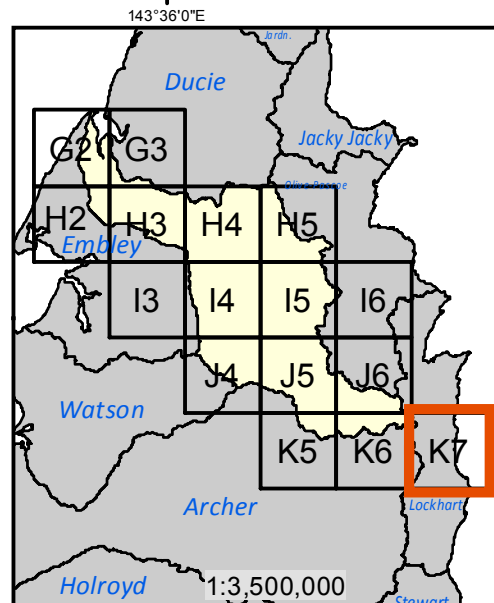 143°36'0"E
Jardn.
Ducie
Jacky Jacky
G2
G3
Olive Pascoe
H2
H3
H4
H5
Embley
I3
I4
I5
I6
J4
J5
J6
Watson
K5
K6
K7
Archer
Lockhart
Holroyd
1:3,500,000
Stewart